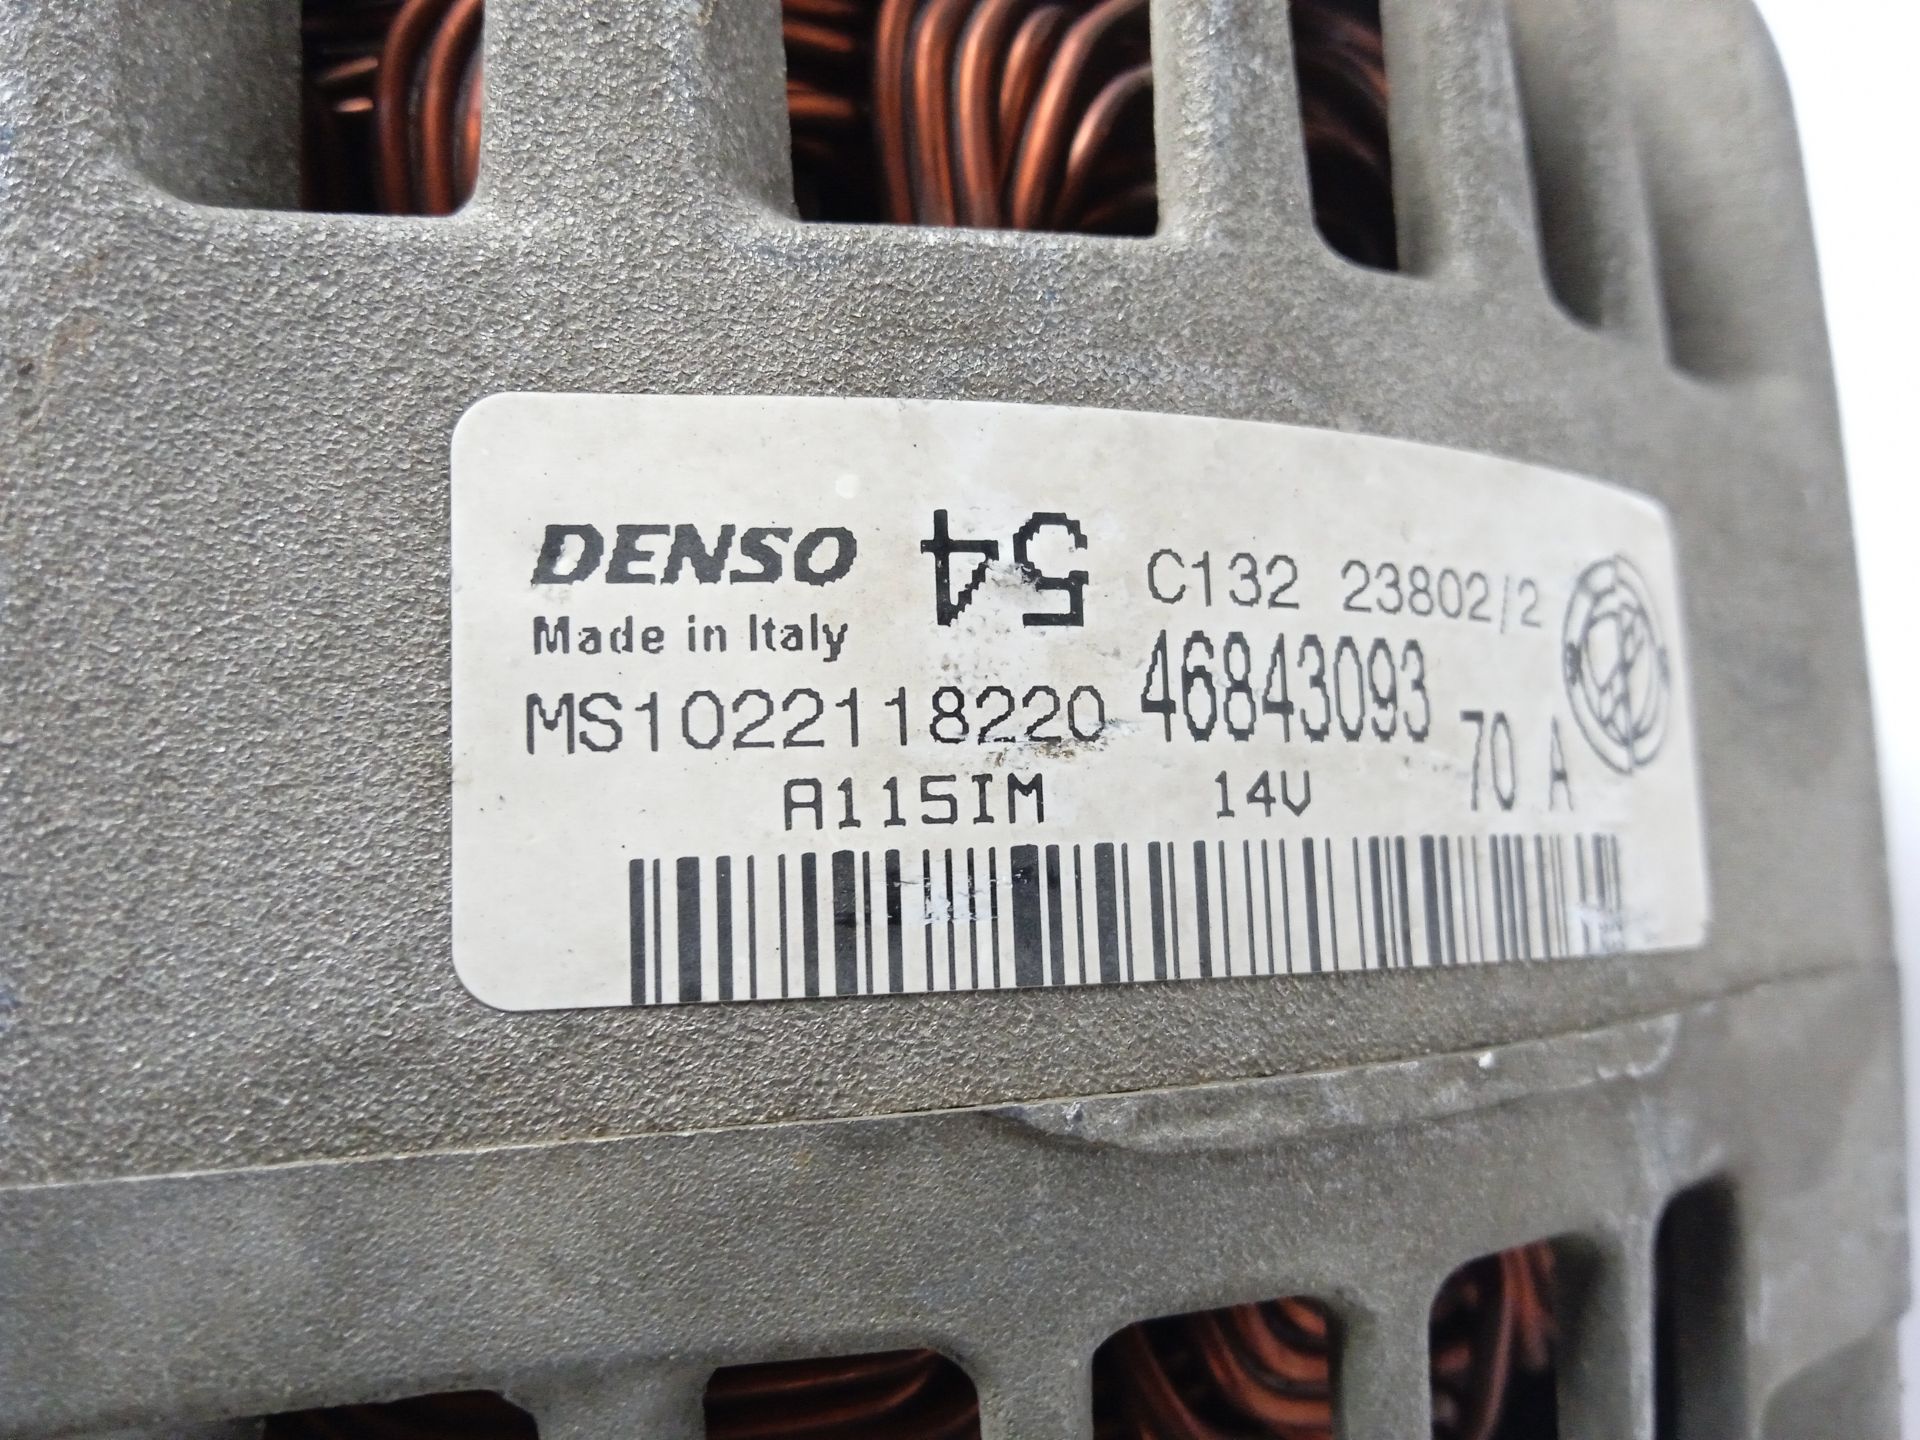 DENSO 54 C132 23802/2
Made in Italy
MS1022118220 46843093
A115IM 14V 70 A